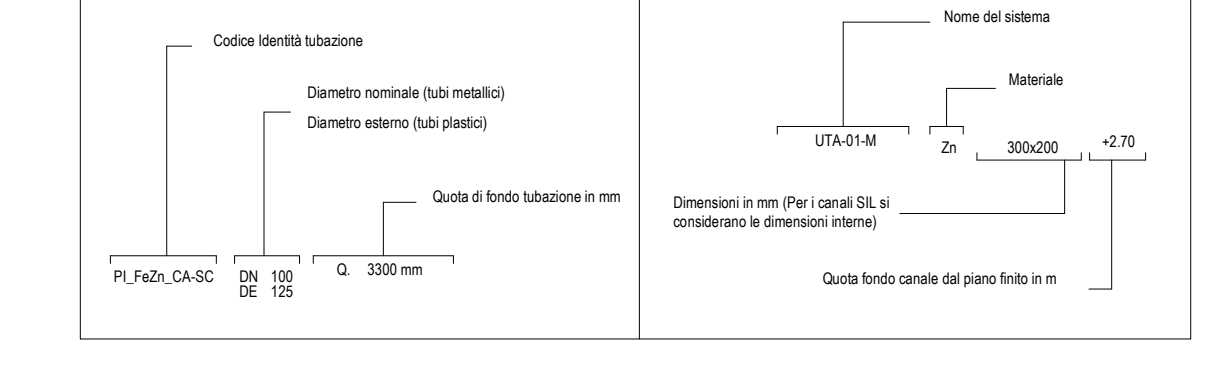 Codice Identità tubazione
Diametro nominale (tubi metallici)
Diametro esterno (tubi plastici)
Quota di fondo tubazione in mm
PI_FeZn_CA-SC
DN 100
DE 125
Q. 3300 mm
Nome del sistema
Materiale
UTA-01-M
Zn
300x200
+2.70
Dimensioni in mm (Per i canali SIL si
considerano le dimensioni interne)
Quota fondo canale dal piano finito in m